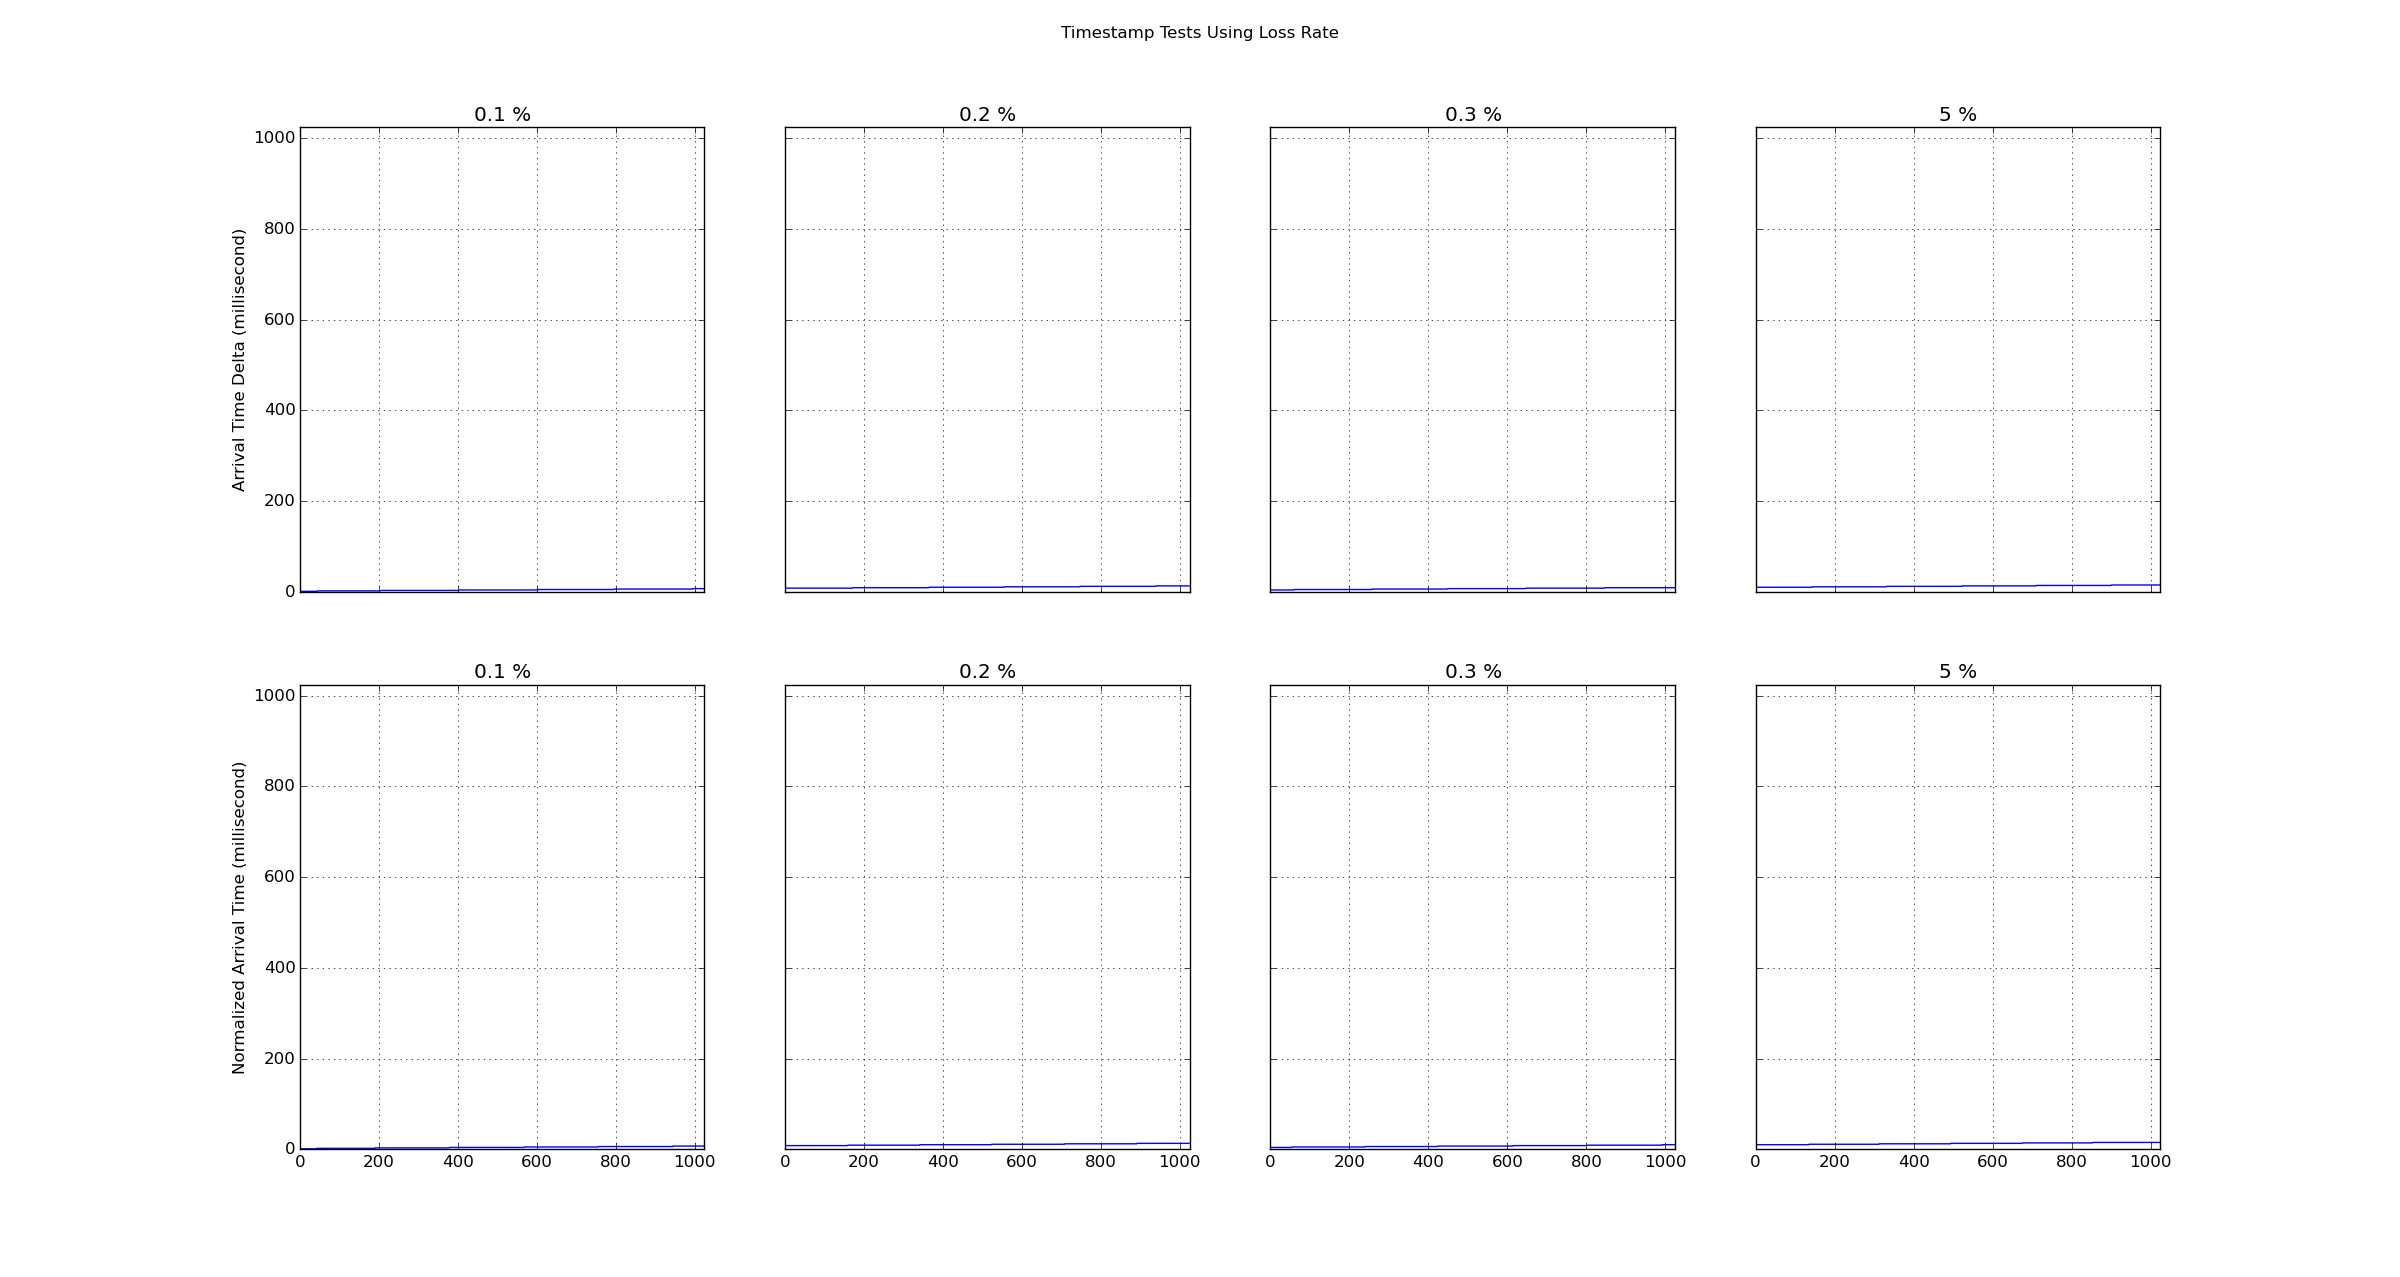 Timestamp Tests Using Loss Rate
0.1 % 0.2 % 0.3 % 5 %
1000
800
600
400
200
0
Arrival Time Delta (millisecond)
0.1 % 0.2 % 0.3 % 5 %
1000
800
600
400
200
0
Normalized Arrival Time (millisecond)
0 200 400 600 800 1000 0 200 400 600 800 1000 0 200 400 600 800 1000 0 200 400 600 800 1000